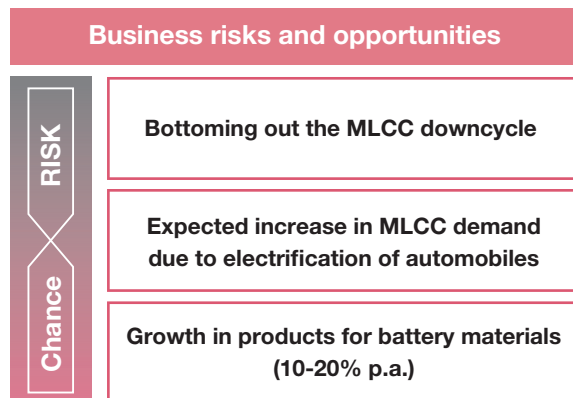 Business risks and opportunities
RISK
Bottoming out the MLCC downcycle
Expected increase in MLCC demand
due to electrification of automobiles
Chance
Growth in products for battery materials
(10-20% p.a.)